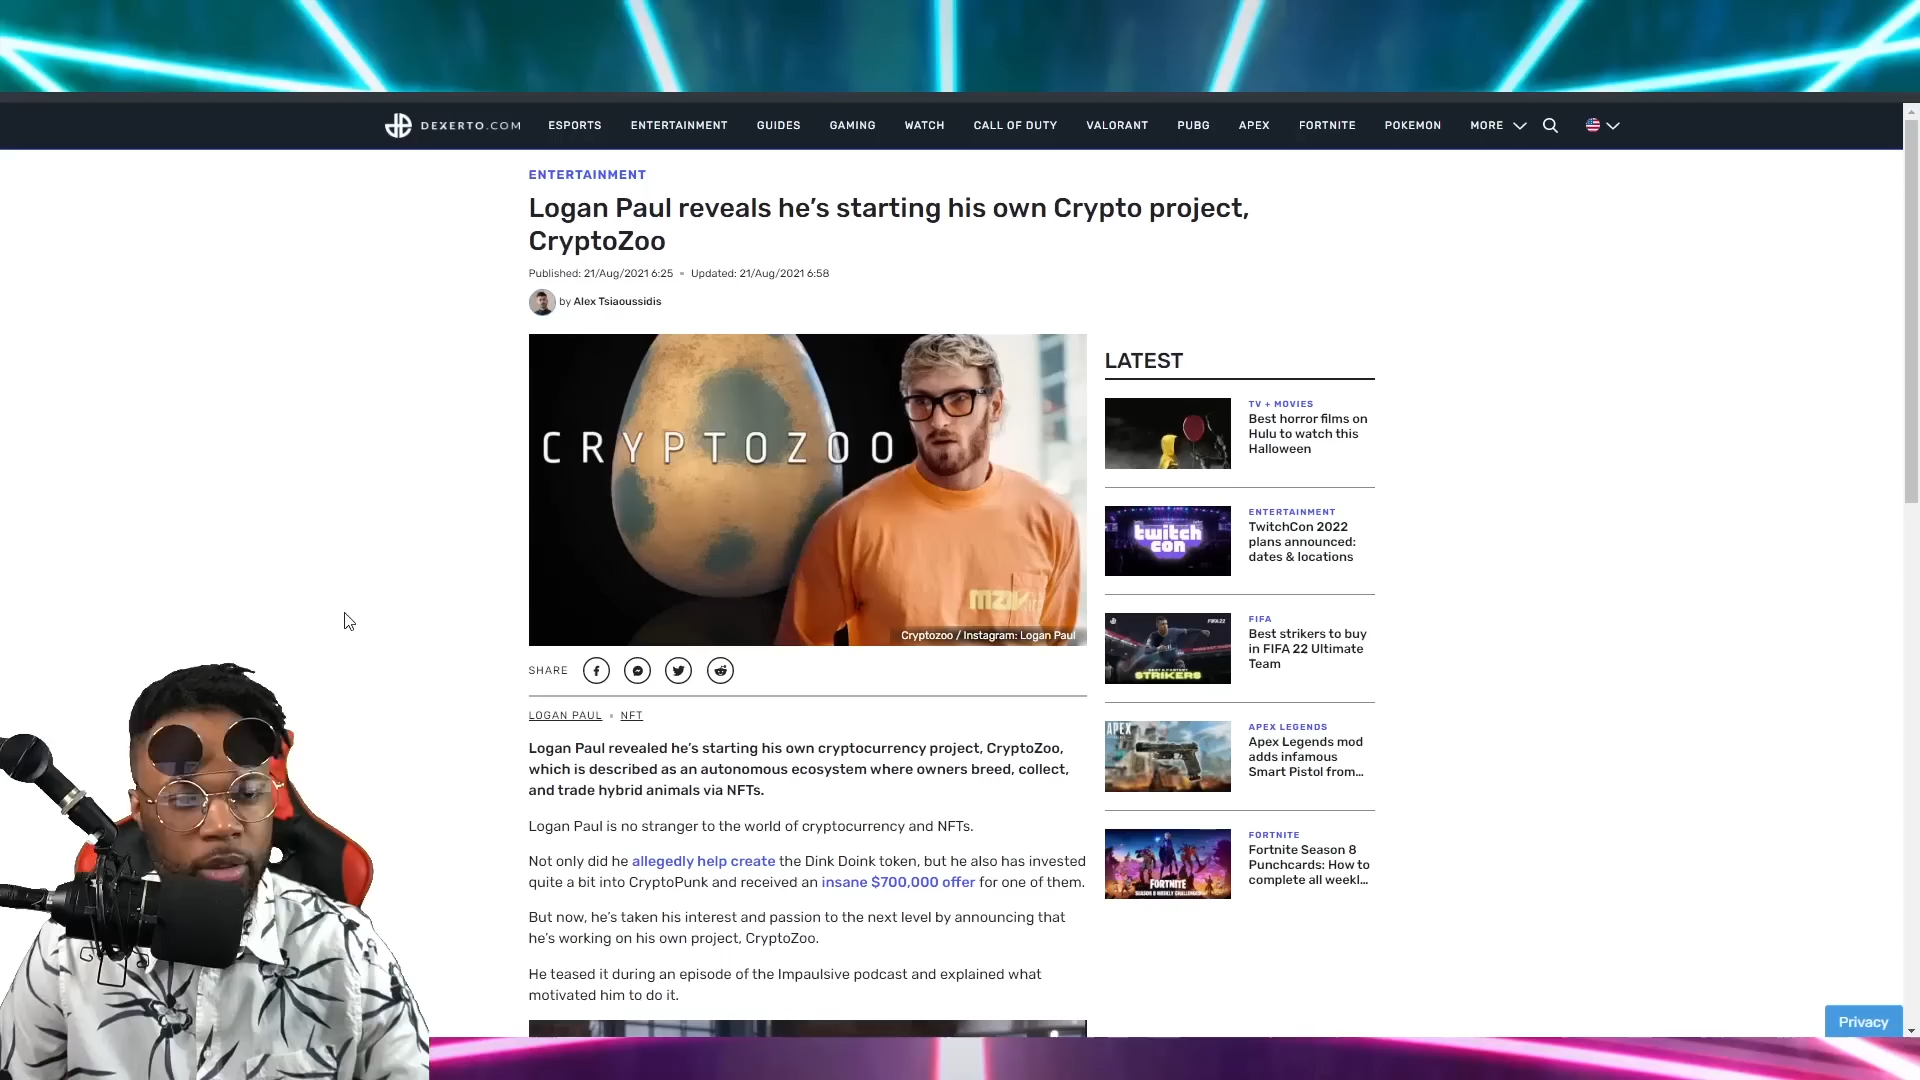 DEXERTO.COM ESPORTS ENTERTAINMENT GUIDES GAMING WATCH CALL OF DUTY VALORANT PUBG APEX FORTNITE POKEMON MORE
ENTERTAINMENT
Logan Paul reveals he's starting his own Crypto project,
CryptoZoo
Published: 21/Aug/2021 6:25 Updated: 21/Aug/2021 6:58
by Alex Tsiaoussidis
CRYPTOZOO
Cryptozoo / Instagram: Logan Paul
SHARE
LOGAN PAUL NFT
Logan Paul revealed he's starting his own cryptocurrency project, CryptoZoo,
which is described as an autonomous ecosystem where owners breed, collect,
and trade hybrid animals via NFTs.
Logan Paul is no stranger to the world of cryptocurrency and NFTs.
Not only did he allegedly help create the Dink Doink token, but he also has invested
quite a bit into CryptoPunk and received an insane $700,000 offer for one of them.
But now, he's taken his interest and passion to the next level by announcing that
he's working on his own project, CryptoZoo.
He teased it during an episode of the Impaulsive podcast and explained what
motivated him to do it.
LATEST
TV + MOVIES
Best horror films on
Hulu to watch this
Halloween
twitch
con
ENTERTAINMENT
TwitchCon 2022
plans announced:
dates & locations
FIFA 22
STRIKERS
FIFA
Best strikers to buy
in FIFA 22 Ultimate
Team
APEX
APEX LEGENDS
Apex Legends mod
adds infamous
Smart Pistol from...
FORTNITE
SEASON 8 WEEKLY CHALLENGES
FORTNITE
Fortnite Season 8
Punchcards: How to
complete all weekl...
Privacy